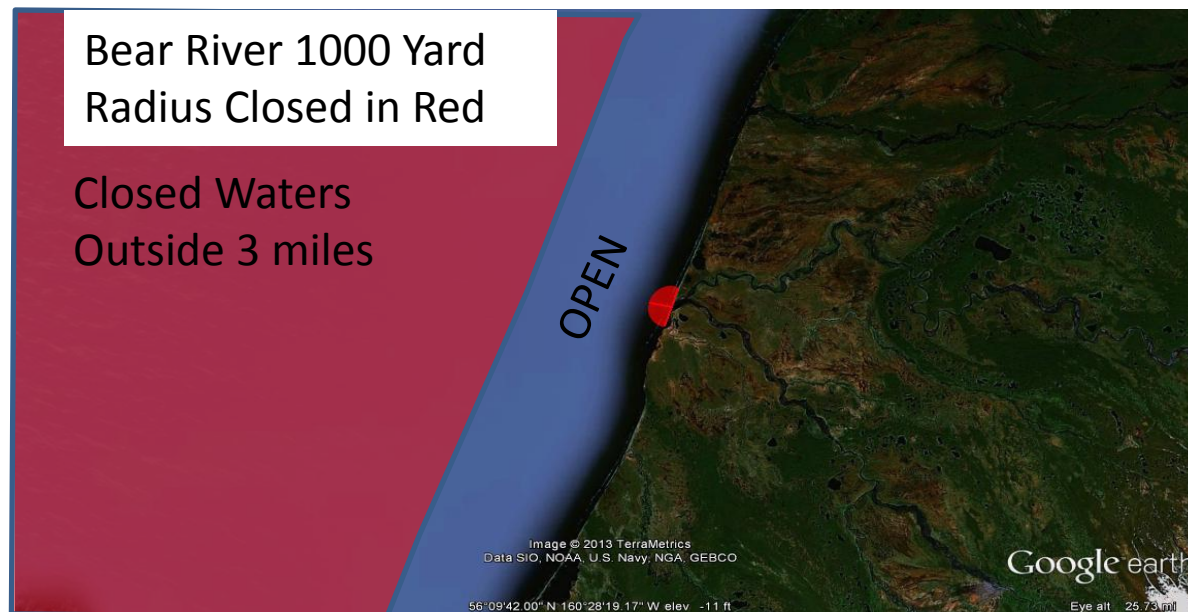 Bear River 1000 Yard
Radius Closed in Red
Closed Waters
Outside 3 miles
OPEN
Image © 2013 TerraMetrics
Data SIO, NOAA, U.S. Navy, NGA, GEBCO
Google earth
56°09'42.00" N 160°28'19.17" W elev -11 ft
Eye alt 25.73 mi